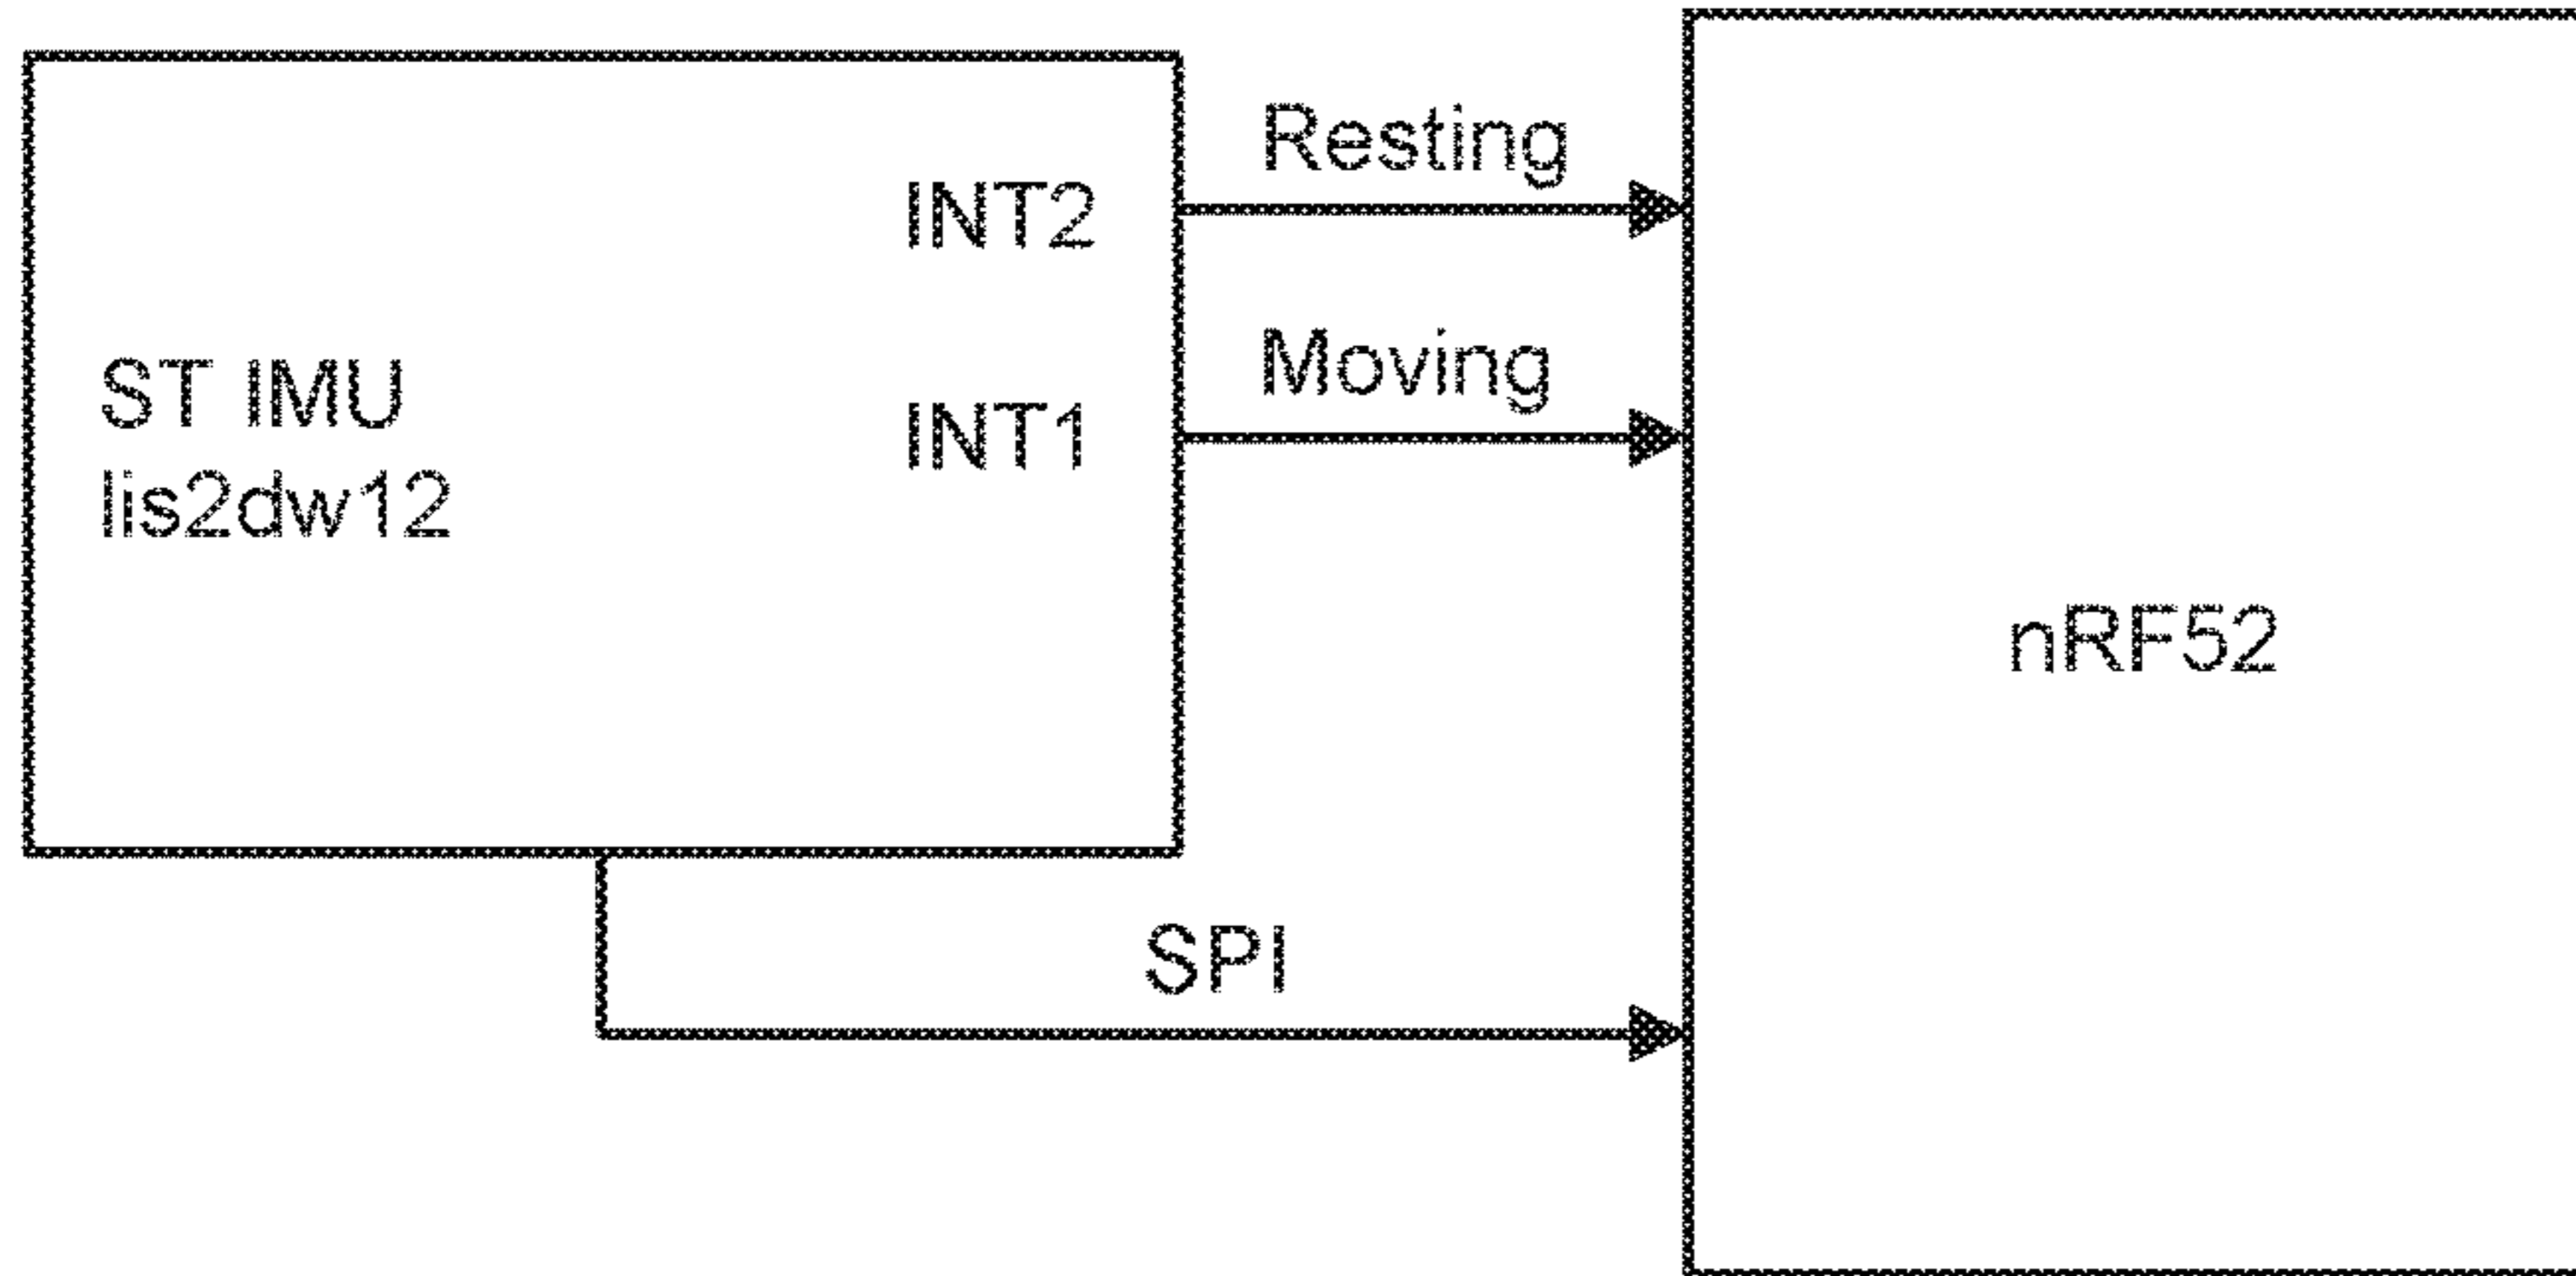 Resting
INT2
Moving
ST IMU
INT1
lis2dw12
nRF52
SPI